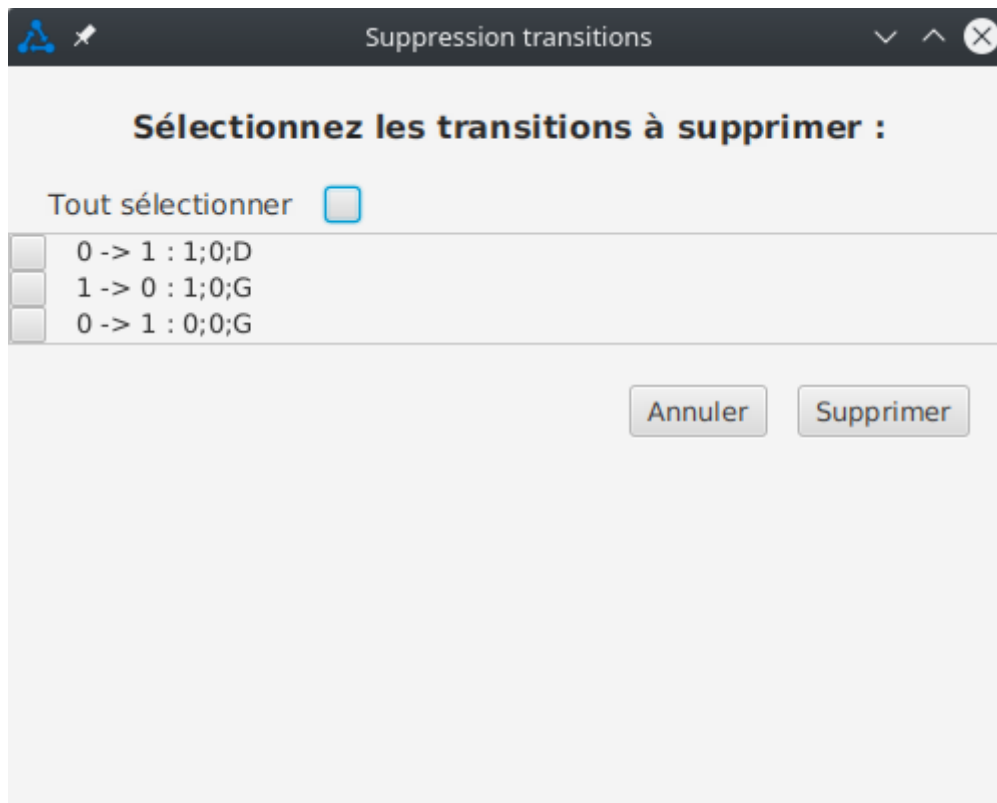 Suppression transitions
Sélectionnez les transitions à supprimer :
Tout sélectionner
0 -> 1 : 1;0;D
1 -> 0 : 1;0;G
0 -> 1 : 0;0;G
Annuler Supprimer